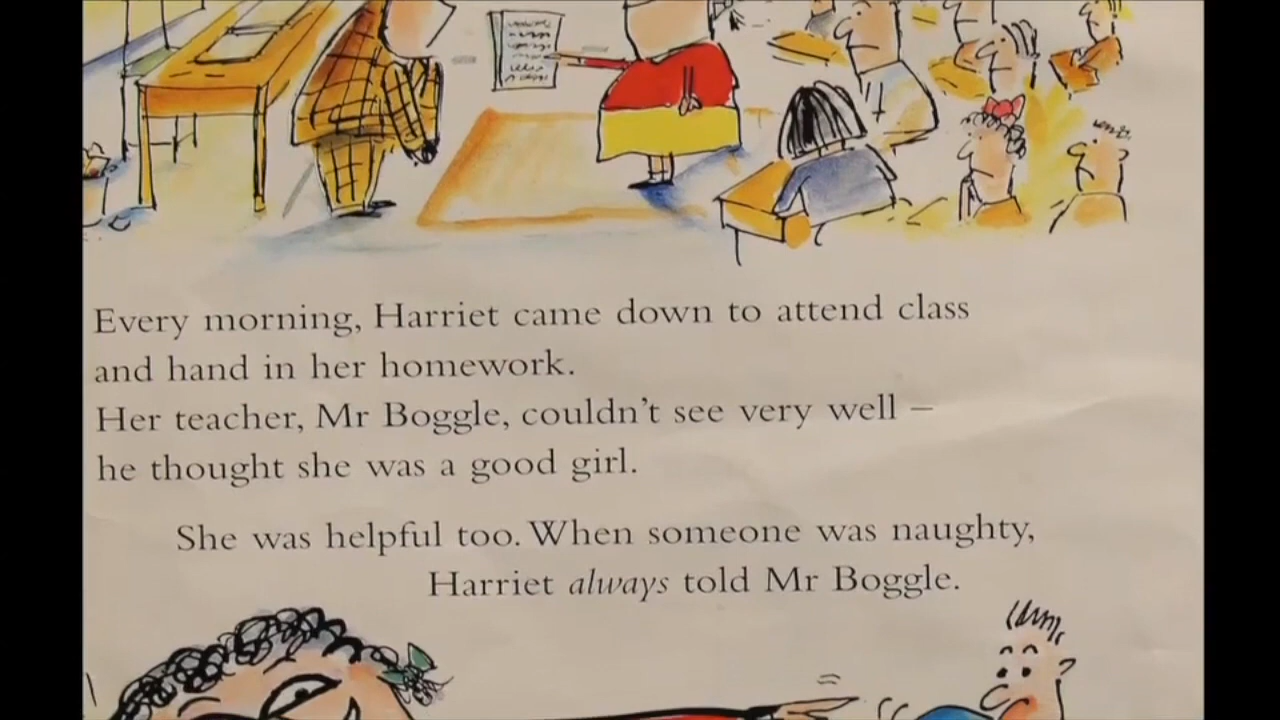 Every morning, Harriet came down to attend class
and hand in her homework.
Her teacher, Mr Boggle, couldn't see very well –
he thought she was a good girl.
She was helpful too. When someone was naughty,
Harriet always told Mr Boggle.